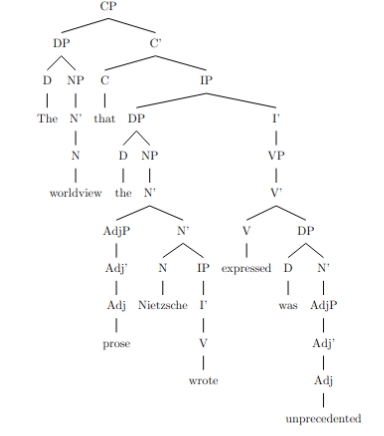 CP
DP C'
D NP C IP
The N' that DP I'
N D NP VP
worldview the N' V'
AdjP N' V DP
Adj' N IP expressed D N'
Adj Nietzsche I' was AdjP
prose V Adj'
wrote Adj
unprecedented